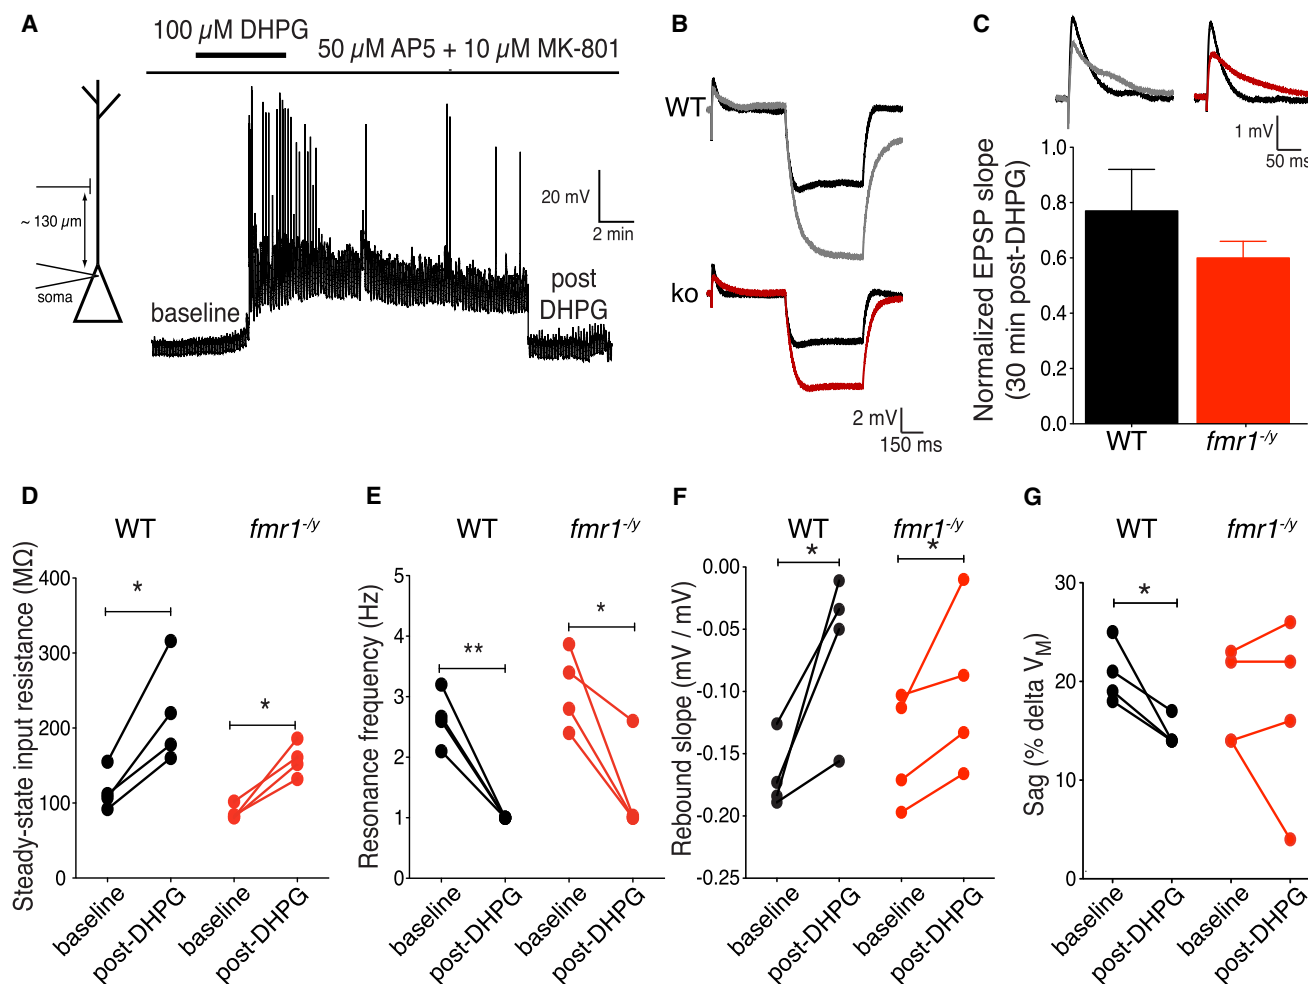 A
100 µM DHPG
50 µM AP5 + 10 µM MK-801
~ 130 µm
soma
baseline
post
DHPG
20 mV
2 min
B
WT
ko
2 mV
150 ms
C
1 mV
50 ms
Normalized EPSP slope
(30 min post-DHPG)
1.0
0.8
0.6
0.4
0.2
0.0
WT
fmr1-/y
D
WT
fmr1-/y
Steady-state input resistance (MΩ)
400
300
200
100
0
*
*
baseline
post-DHPG
baseline
post-DHPG
E
WT
fmr1-/y
Resonance frequency (Hz)
5
4
3
2
1
0
**
*
baseline
post-DHPG
baseline
post-DHPG
F
WT
fmr1-/y
Rebound slope (mV / mV)
0.00
-0.05
-0.10
-0.15
-0.20
-0.25
*
*
baseline
post-DHPG
baseline
post-DHPG
G
WT
fmr1-/y
Sag (% delta VM)
30
20
10
0
*
baseline
post-DHPG
baseline
post-DHPG